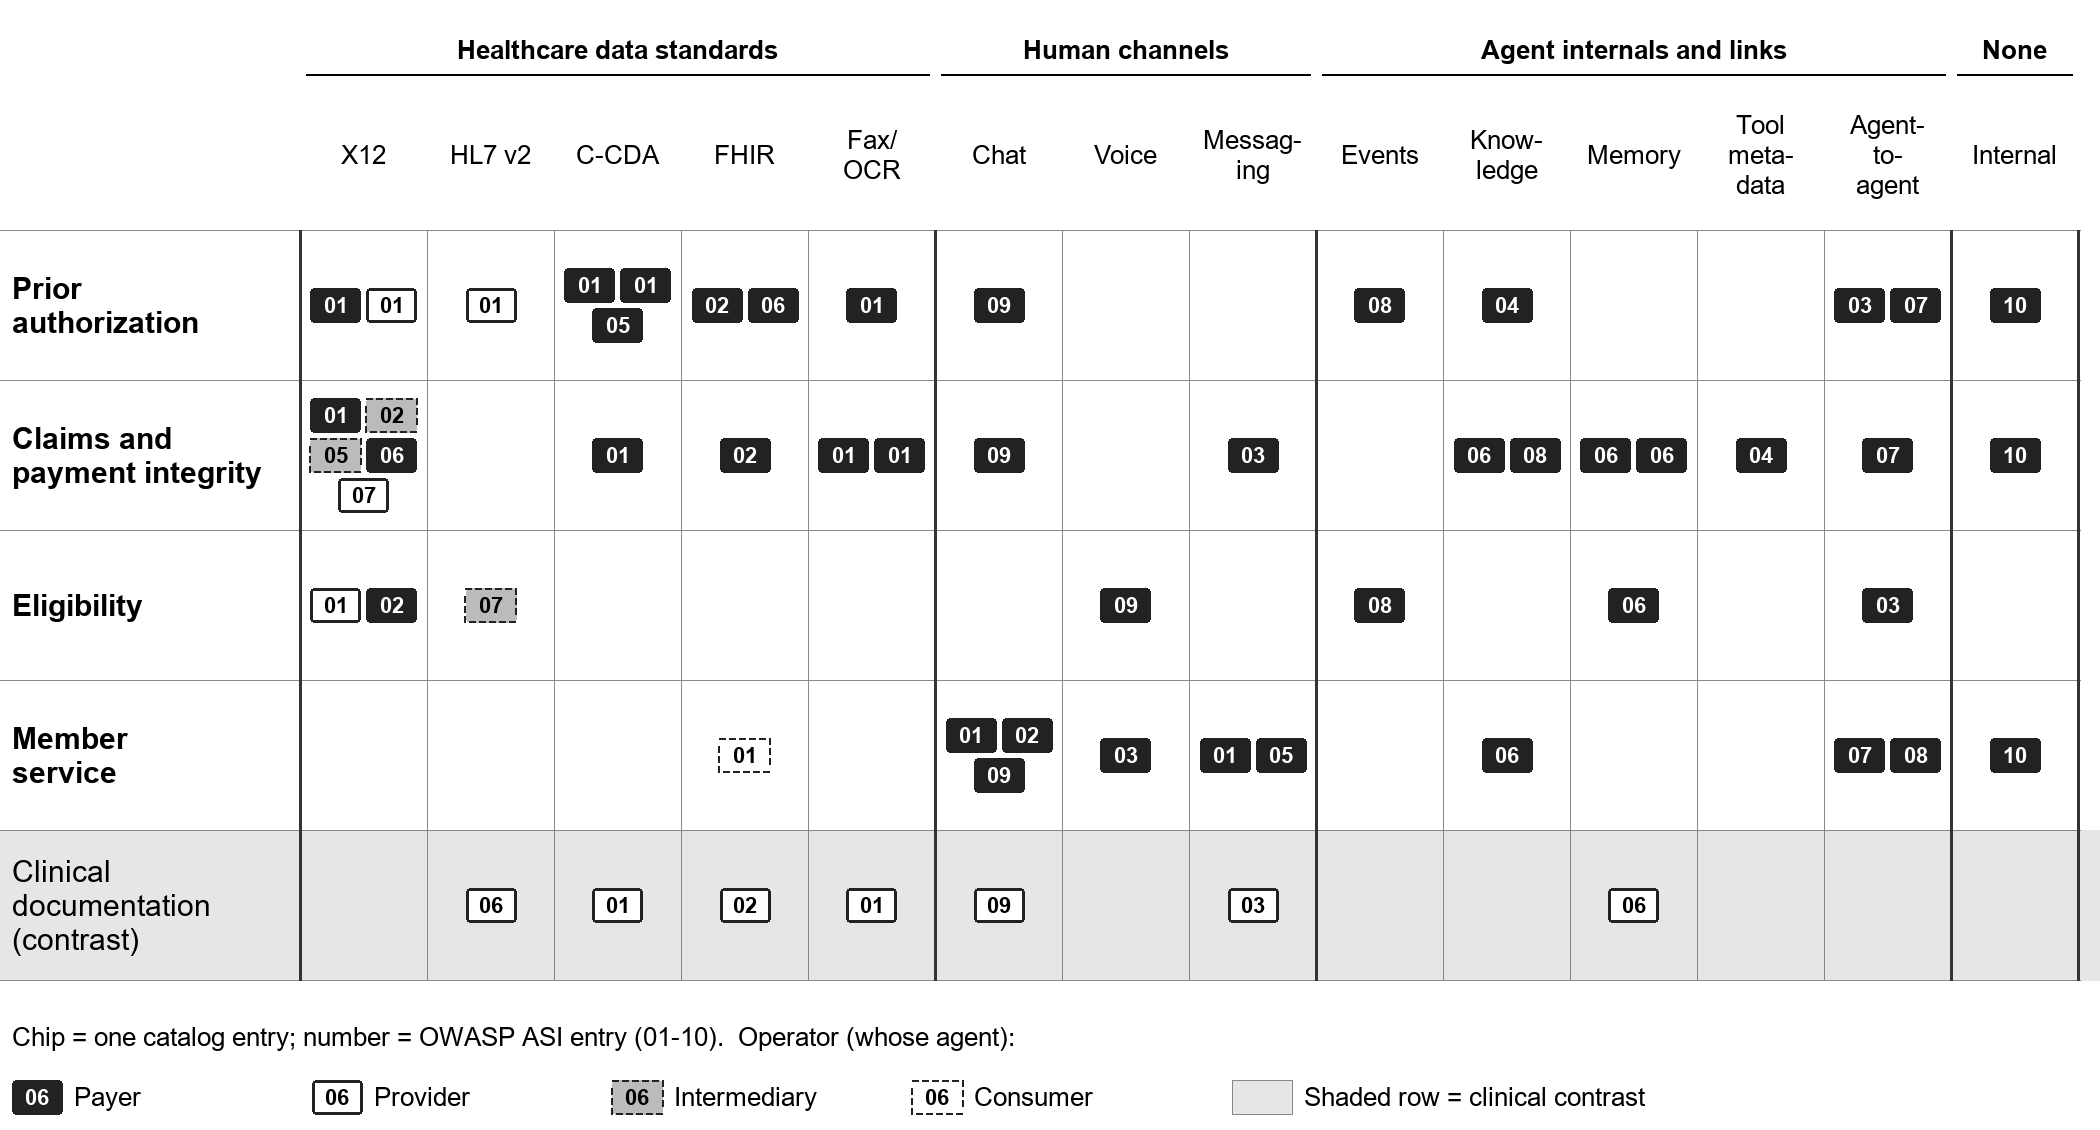 Healthcare data standards Human channels Agent internals and links None
X12 HL7 v2 C-CDA FHIR Fax/
OCR Chat Voice Messag-
ing Events Know-
ledge Memory Tool
meta-
data Agent-
to-
agent Internal
Prior
authorization
01 01 01 01 01
05 02 06 01 09 08 04 03 07 10
Claims and
payment integrity
01 02
05 06
07 01 02 01 01 09 03 06 08 06 06 04 07 10
Eligibility
01 02 07 09 08 06 03
Member
service
01 01 02
09 03 01 05 06 07 08 10
Clinical
documentation
(contrast)
06 01 02 01 09 03 06
Chip = one catalog entry; number = OWASP ASI entry (01-10). Operator (whose agent):
06 Payer 06 Provider 06 Intermediary 06 Consumer Shaded row = clinical contrast